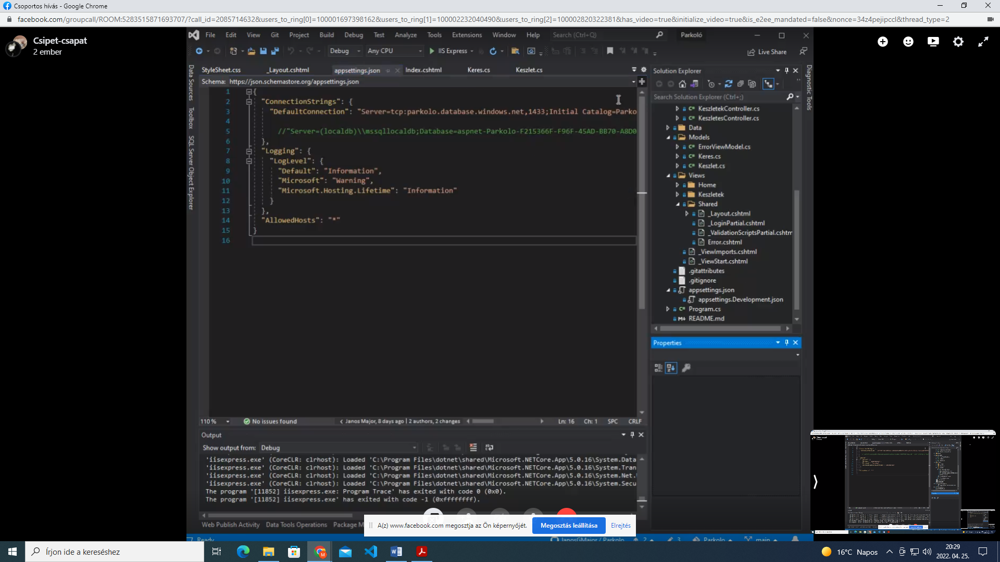 Csoportos hívás - Google Chrome
facebook.com/groupcall/ROOM:5283515871693707/?call_id=2085714632&users_to_ring[0]=100001697398162&users_to_ring[1]=100002232040490&users_to_ring[2]=100002820322381&has_video=true&initialize_video=true&is_e2ee_mandated=false&nonce=34z4pejipccl&thread_type=2
Csipet-csapat
2 ember
File Edit View Git Project Build Debug Test Analyze Tools Extensions Window Help Search (Ctrl+Q) Parkoló
Debug Any CPU IIS Express Live Share
StyleSheet.css _Layout.cshtml appsettings.json Index.cshtml Keres.cs Keszlet.cs
Schema: https://json.schemastore.org/appsettings.json
Data Sources
Toolbox
SQL Server Object Explorer
1 {
2 "ConnectionStrings": {
3 "DefaultConnection": "Server=tcp:parkolo.database.windows.net,1433;Initial Catalog=Parko
4
5 //"Server=(localdb)\\mssqllocaldb;Database=aspnet-Parkolo-F215366F-F96F-45AD-BB70-A8D0
6 },
7 "Logging": {
8 "LogLevel": {
9 "Default": "Information",
10 "Microsoft": "Warning",
11 "Microsoft.Hosting.Lifetime": "Information"
12 }
13 },
14 "AllowedHosts": "*"
15 }
16
110 % No issues found Janos Major, 8 days ago | 2 authors, 2 changes Ln: 16 Ch: 1 SPC CRLF
Output
Show output from: Debug
'iisexpress.exe' (CoreCLR: clrhost): Loaded 'C:\Program Files\dotnet\shared\Microsoft.NETCore.App\5.0.16\System.Data
'iisexpress.exe' (CoreCLR: clrhost): Loaded 'C:\Program Files\dotnet\shared\Microsoft.NETCore.App\5.0.16\System.Tran
'iisexpress.exe' (CoreCLR: clrhost): Loaded 'C:\Program Files\dotnet\shared\Microsoft.NETCore.App\5.0.16\System.Net.
'iisexpress.exe' (CoreCLR: clrhost): Loaded 'C:\Program Files\dotnet\shared\Microsoft.NETCore.App\5.0.16\System.Secu
The program '[11852] iisexpress.exe: Program Trace' has exited with code 0 (0x0).
The program '[11852] iisexpress.exe' has exited with code -1 (0xffffffff).
Web Publish Activity Data Tools Operations Package M
Ready JanosGMajor / Parkolo 2 3 Parkolo main
Solution Explorer
Search Solution Explorer (Ctrl+;)
C# KeszletekController.cs
C# KeszletesController.cs
Data
Models
C# ErrorViewModel.cs
C# Keres.cs
C# Keszlet.cs
Views
Home
Keszletek
Shared
_Layout.cshtml
_LoginPartial.cshtml
_ValidationScriptsPartial.cshtm
Error.cshtml
_ViewImports.cshtml
_ViewStart.cshtml
.gitattributes
.gitignore
appsettings.json
appsettings.Development.json
C# Program.cs
README.md
Properties
Diagnostic Tools
A(z) www.facebook.com megosztja az Ön képernyőjét. Megosztás leállítása Elrejtés
Írjon ide a kereséshez
16°C Napos
20:29
2022. 04. 25.